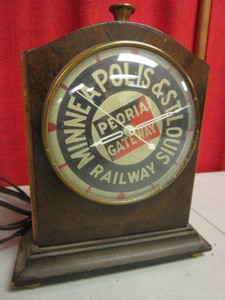 MINNEAPOLIS & ST. LOUIS
RAILWAY
PEORIA
GATEWAY